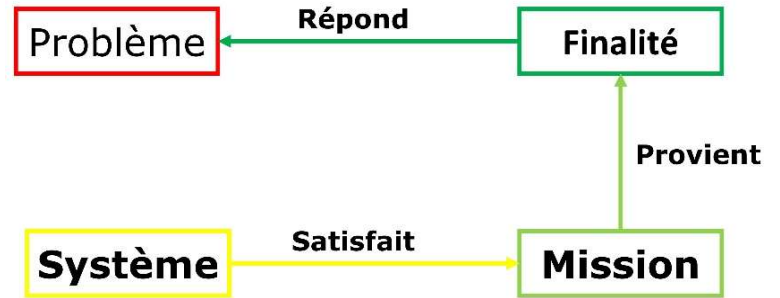 Répond
Problème
Finalité
Provient
Satisfait
Système
Mission